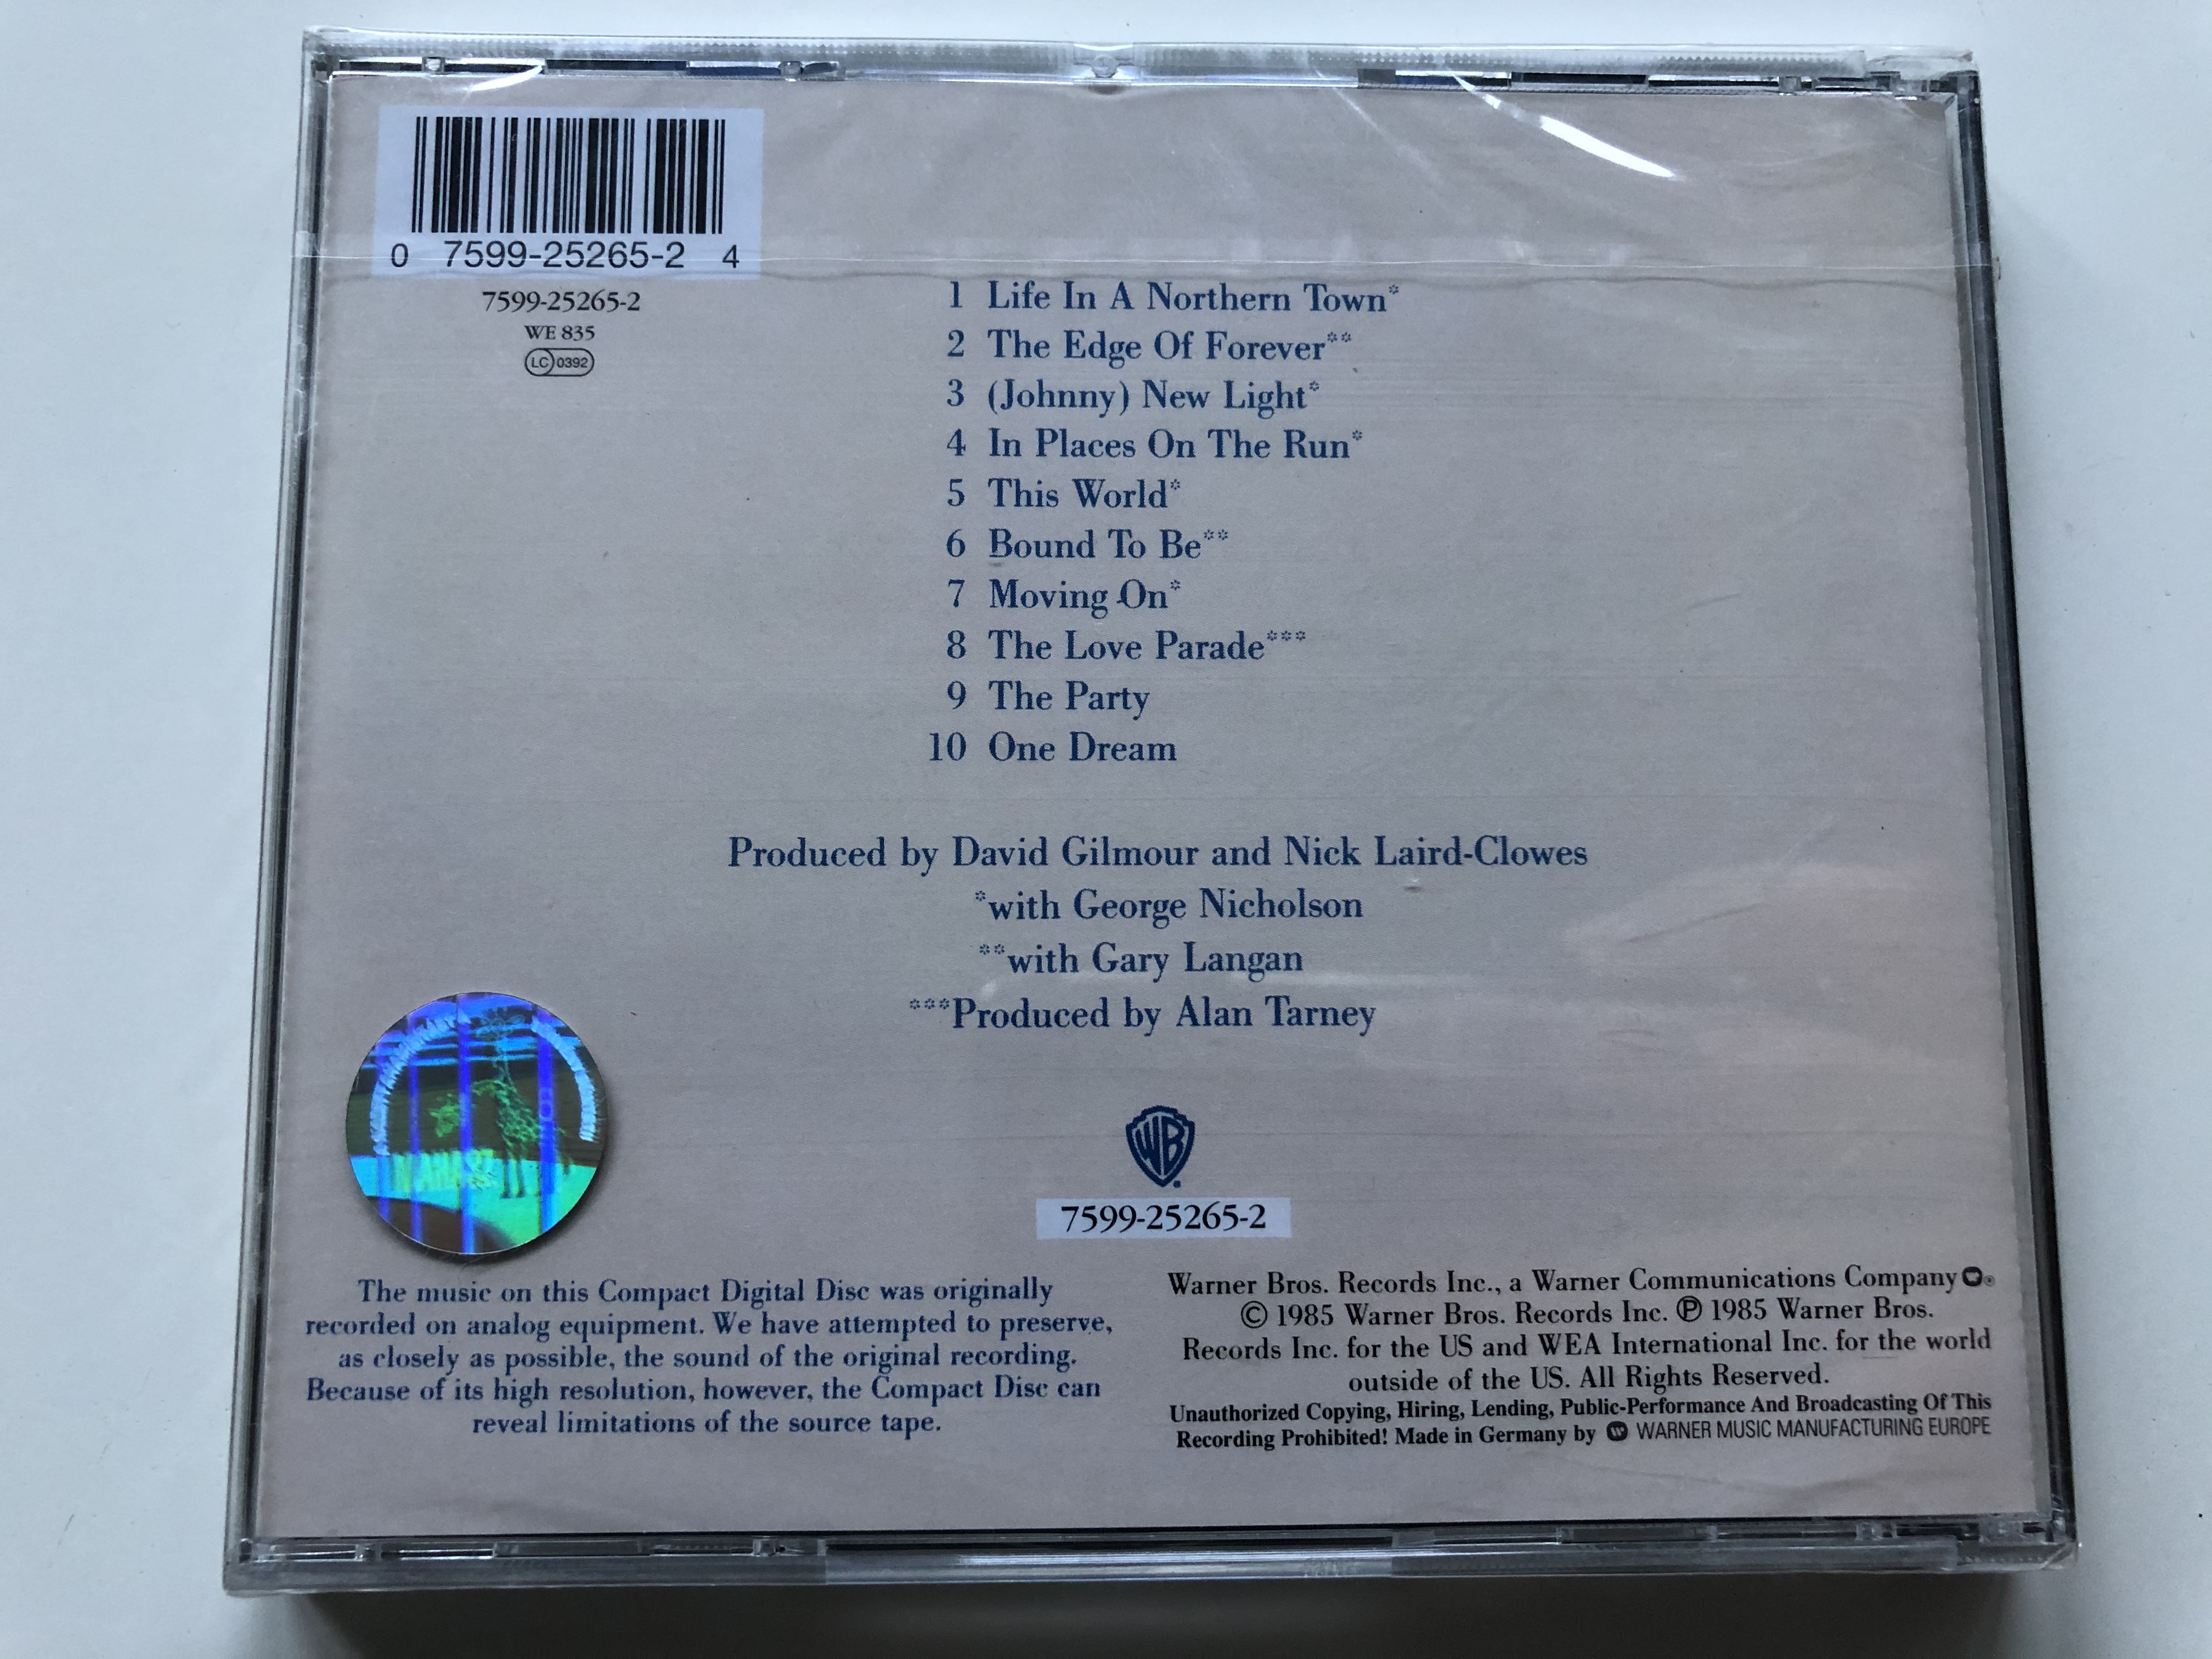 0 7599-25265-2 4
7599-25265-2
WE 835
LC 0392
1 Life In A Northern Town*
2 The Edge Of Forever**
3 (Johnny) New Light*
4 In Places On The Run*
5 This World*
6 Bound To Be**
7 Moving On*
8 The Love Parade***
9 The Party
10 One Dream
Produced by David Gilmour and Nick Laird-Clowes
*with George Nicholson
**with Gary Langan
***Produced by Alan Tarney
WB
7599-25265-2
The music on this Compact Digital Disc was originally
recorded on analog equipment. We have attempted to preserve,
as closely as possible, the sound of the original recording.
Because of its high resolution, however, the Compact Disc can
reveal limitations of the source tape.
Warner Bros. Records Inc., a Warner Communications Company ®
© 1985 Warner Bros. Records Inc. ℗ 1985 Warner Bros.
Records Inc. for the US and WEA International Inc. for the world
outside of the US. All Rights Reserved.
Unauthorized Copying, Hiring, Lending, Public-Performance And Broadcasting Of This
Recording Prohibited! Made in Germany by WARNER MUSIC MANUFACTURING EUROPE